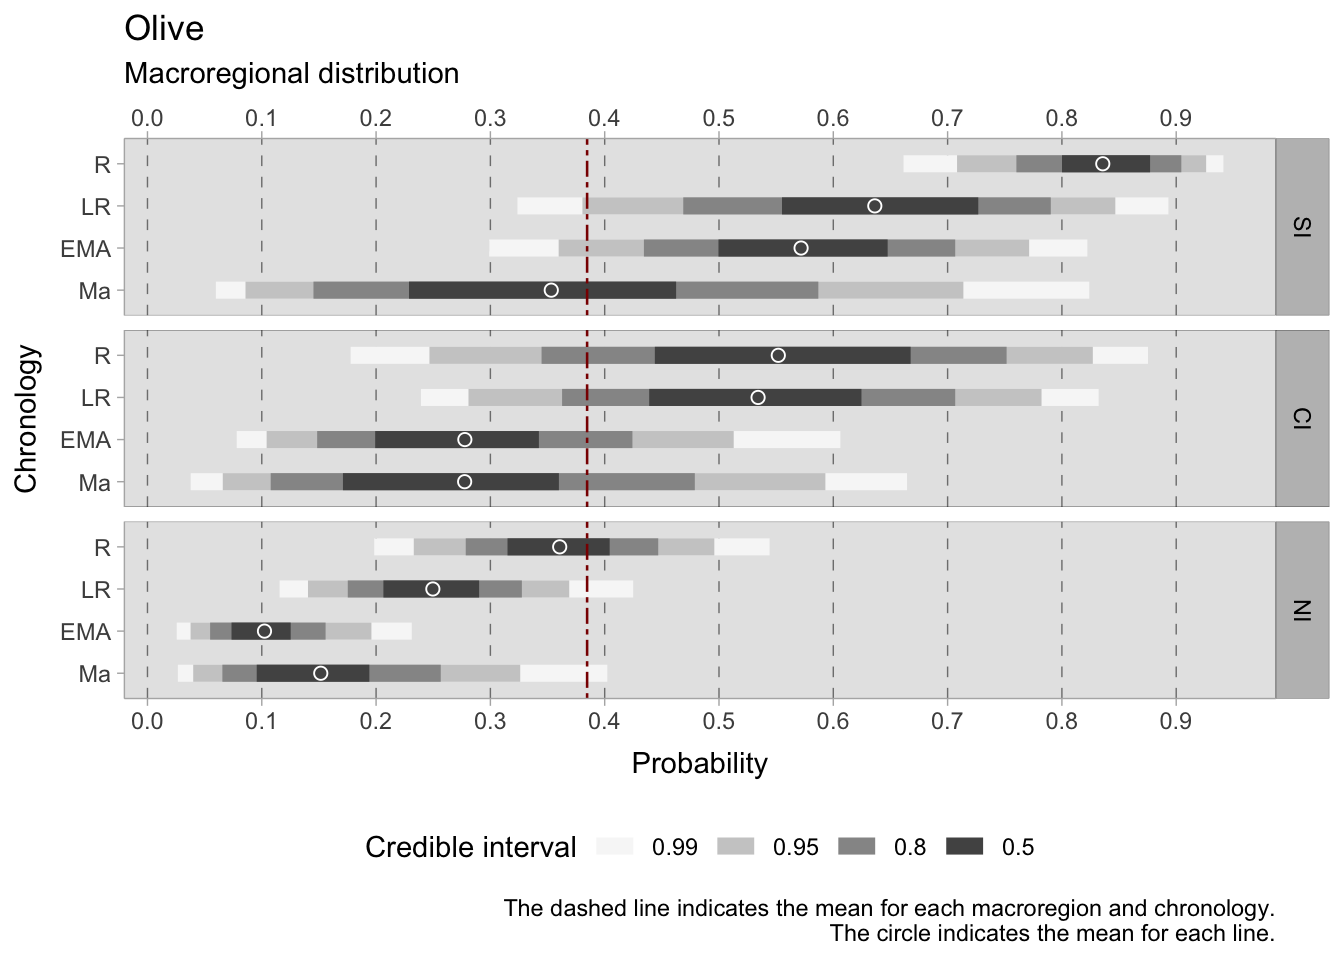 Olive
Macroregional distribution
0.0 0.1 0.2 0.3 0.4 0.5 0.6 0.7 0.8 0.9
R
LR
EMA
Ma
SI
R
LR
EMA
Ma
CI
R
LR
EMA
Ma
NI
Chronology
0.0 0.1 0.2 0.3 0.4 0.5 0.6 0.7 0.8 0.9
Probability
Credible interval 0.99 0.95 0.8 0.5
The dashed line indicates the mean for each macroregion and chronology.
The circle indicates the mean for each line.